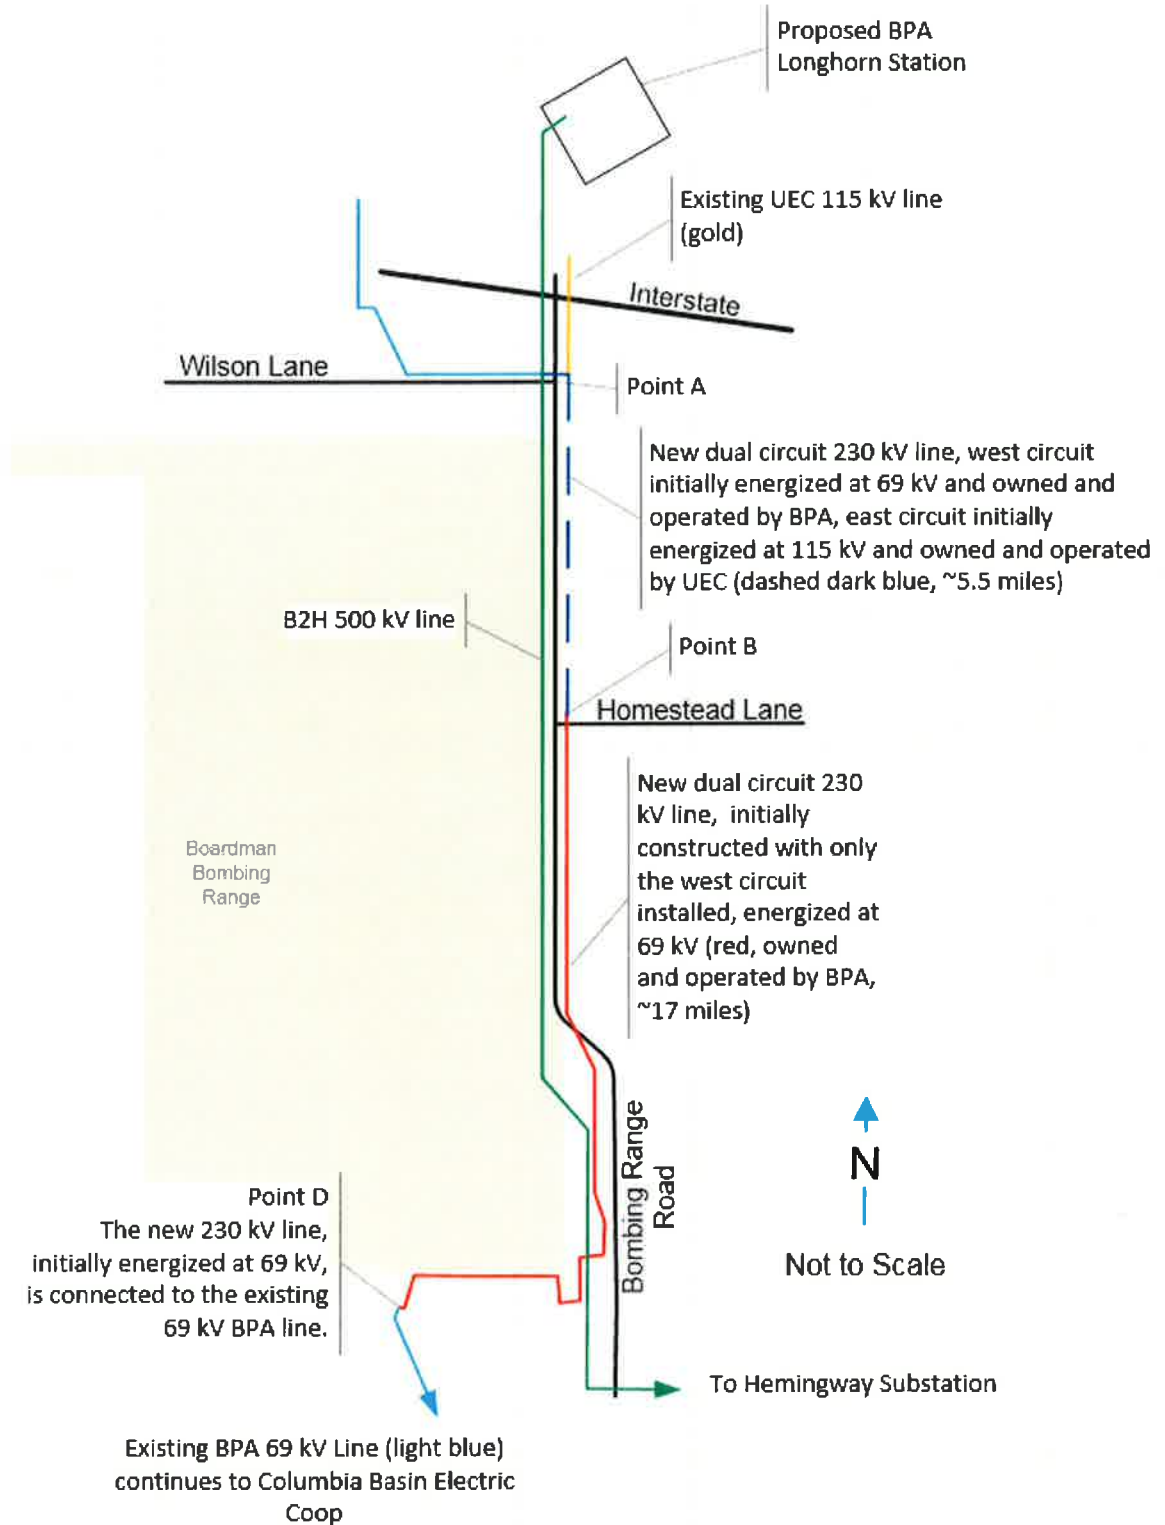 Proposed BPA
Longhorn Station
Existing UEC 115 kV line
(gold)
Interstate
Wilson Lane
Point A
New dual circuit 230 kV line, west circuit
initially energized at 69 kV and owned and
operated by BPA, east circuit initially
energized at 115 kV and owned and operated
by UEC (dashed dark blue, ~5.5 miles)
B2H 500 kV line
Point B
Homestead Lane
New dual circuit 230
kV line, initially
constructed with only
the west circuit
installed, energized at
69 kV (red, owned
and operated by BPA,
~17 miles)
Boardman
Bombing
Range
Bombing Range
Road
N
Not to Scale
Point D
The new 230 kV line,
initially energized at 69 kV,
is connected to the existing
69 kV BPA line.
To Hemingway Substation
Existing BPA 69 kV Line (light blue)
continues to Columbia Basin Electric
Coop